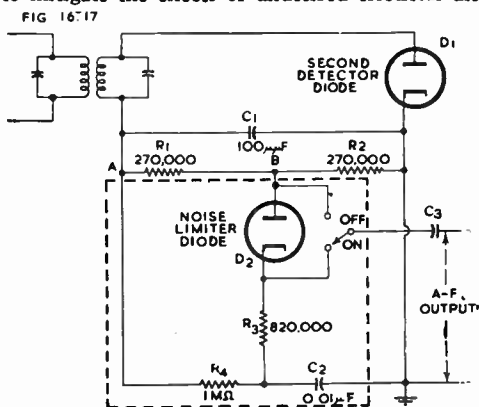 FIG 16-17
D1
SECOND
DETECTOR
DIODE
C1
100μμF
R1
270,000
R2
270,000
A
B
NOISE
LIMITER
DIODE
D2
OFF
ON
C3
R3 820,000
A-F.
OUTPUT
R4
1MΩ
C2
0.01μF